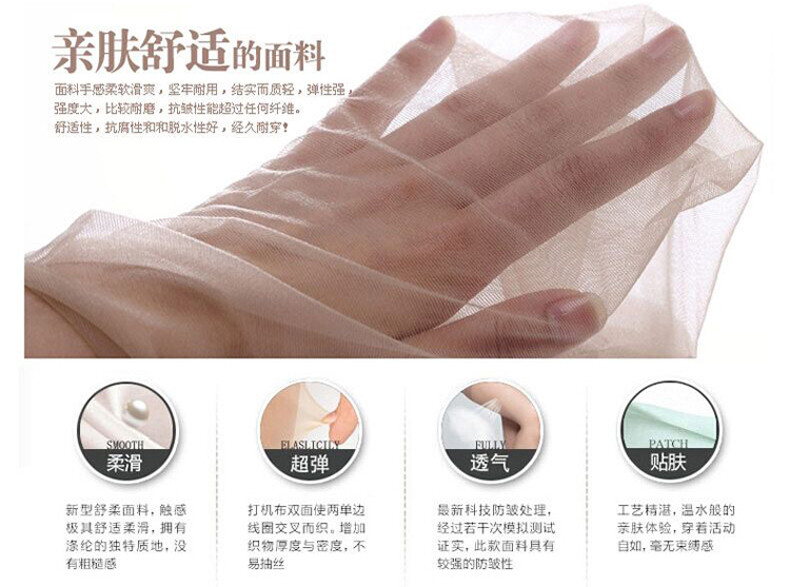 亲肤舒适的面料
面料手感柔软滑爽，坚牢耐用，结实而质轻，弹性强，
强度大，比较耐磨，抗皱性能超过任何纤维。
舒适性，抗腐性和和脱水性好，经久耐穿！
SMOOTH
柔滑
新型舒柔面料，触感
极其舒适柔滑，拥有
涤纶的独特质地，没
有粗糙感
ELASLICILY
超弹
打机布双面使两单边
线圈交叉而织。增加
织物厚度与密度，不
易抽丝
FULLY
透气
最新科技防皱处理，
经过若干次模拟测试
证实，此款面料具有
较强的防皱性
PATCH
贴肤
工艺精湛，温水般的
亲肤体验，穿着活动
自如，毫无束缚感